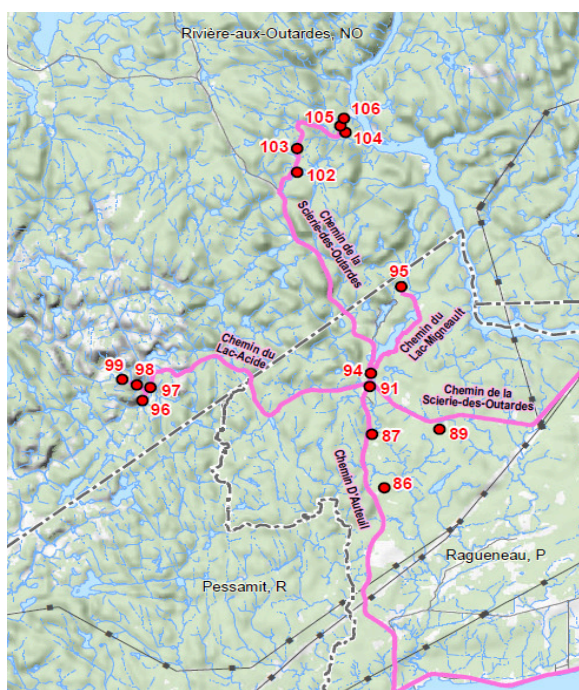 Rivière-aux-Outardes, NO
106
105
104
103
102
Chemin de la
Scierie-des-Outardes
95
Chemin du
Lac-Migneault
Chemin du
Lac-Acide
99
98
97
96
94
91
Chemin de la
Scierie-des-Outardes
87
89
86
Chemin D'Auteuil
Ragueneau, P
Pessamit, R